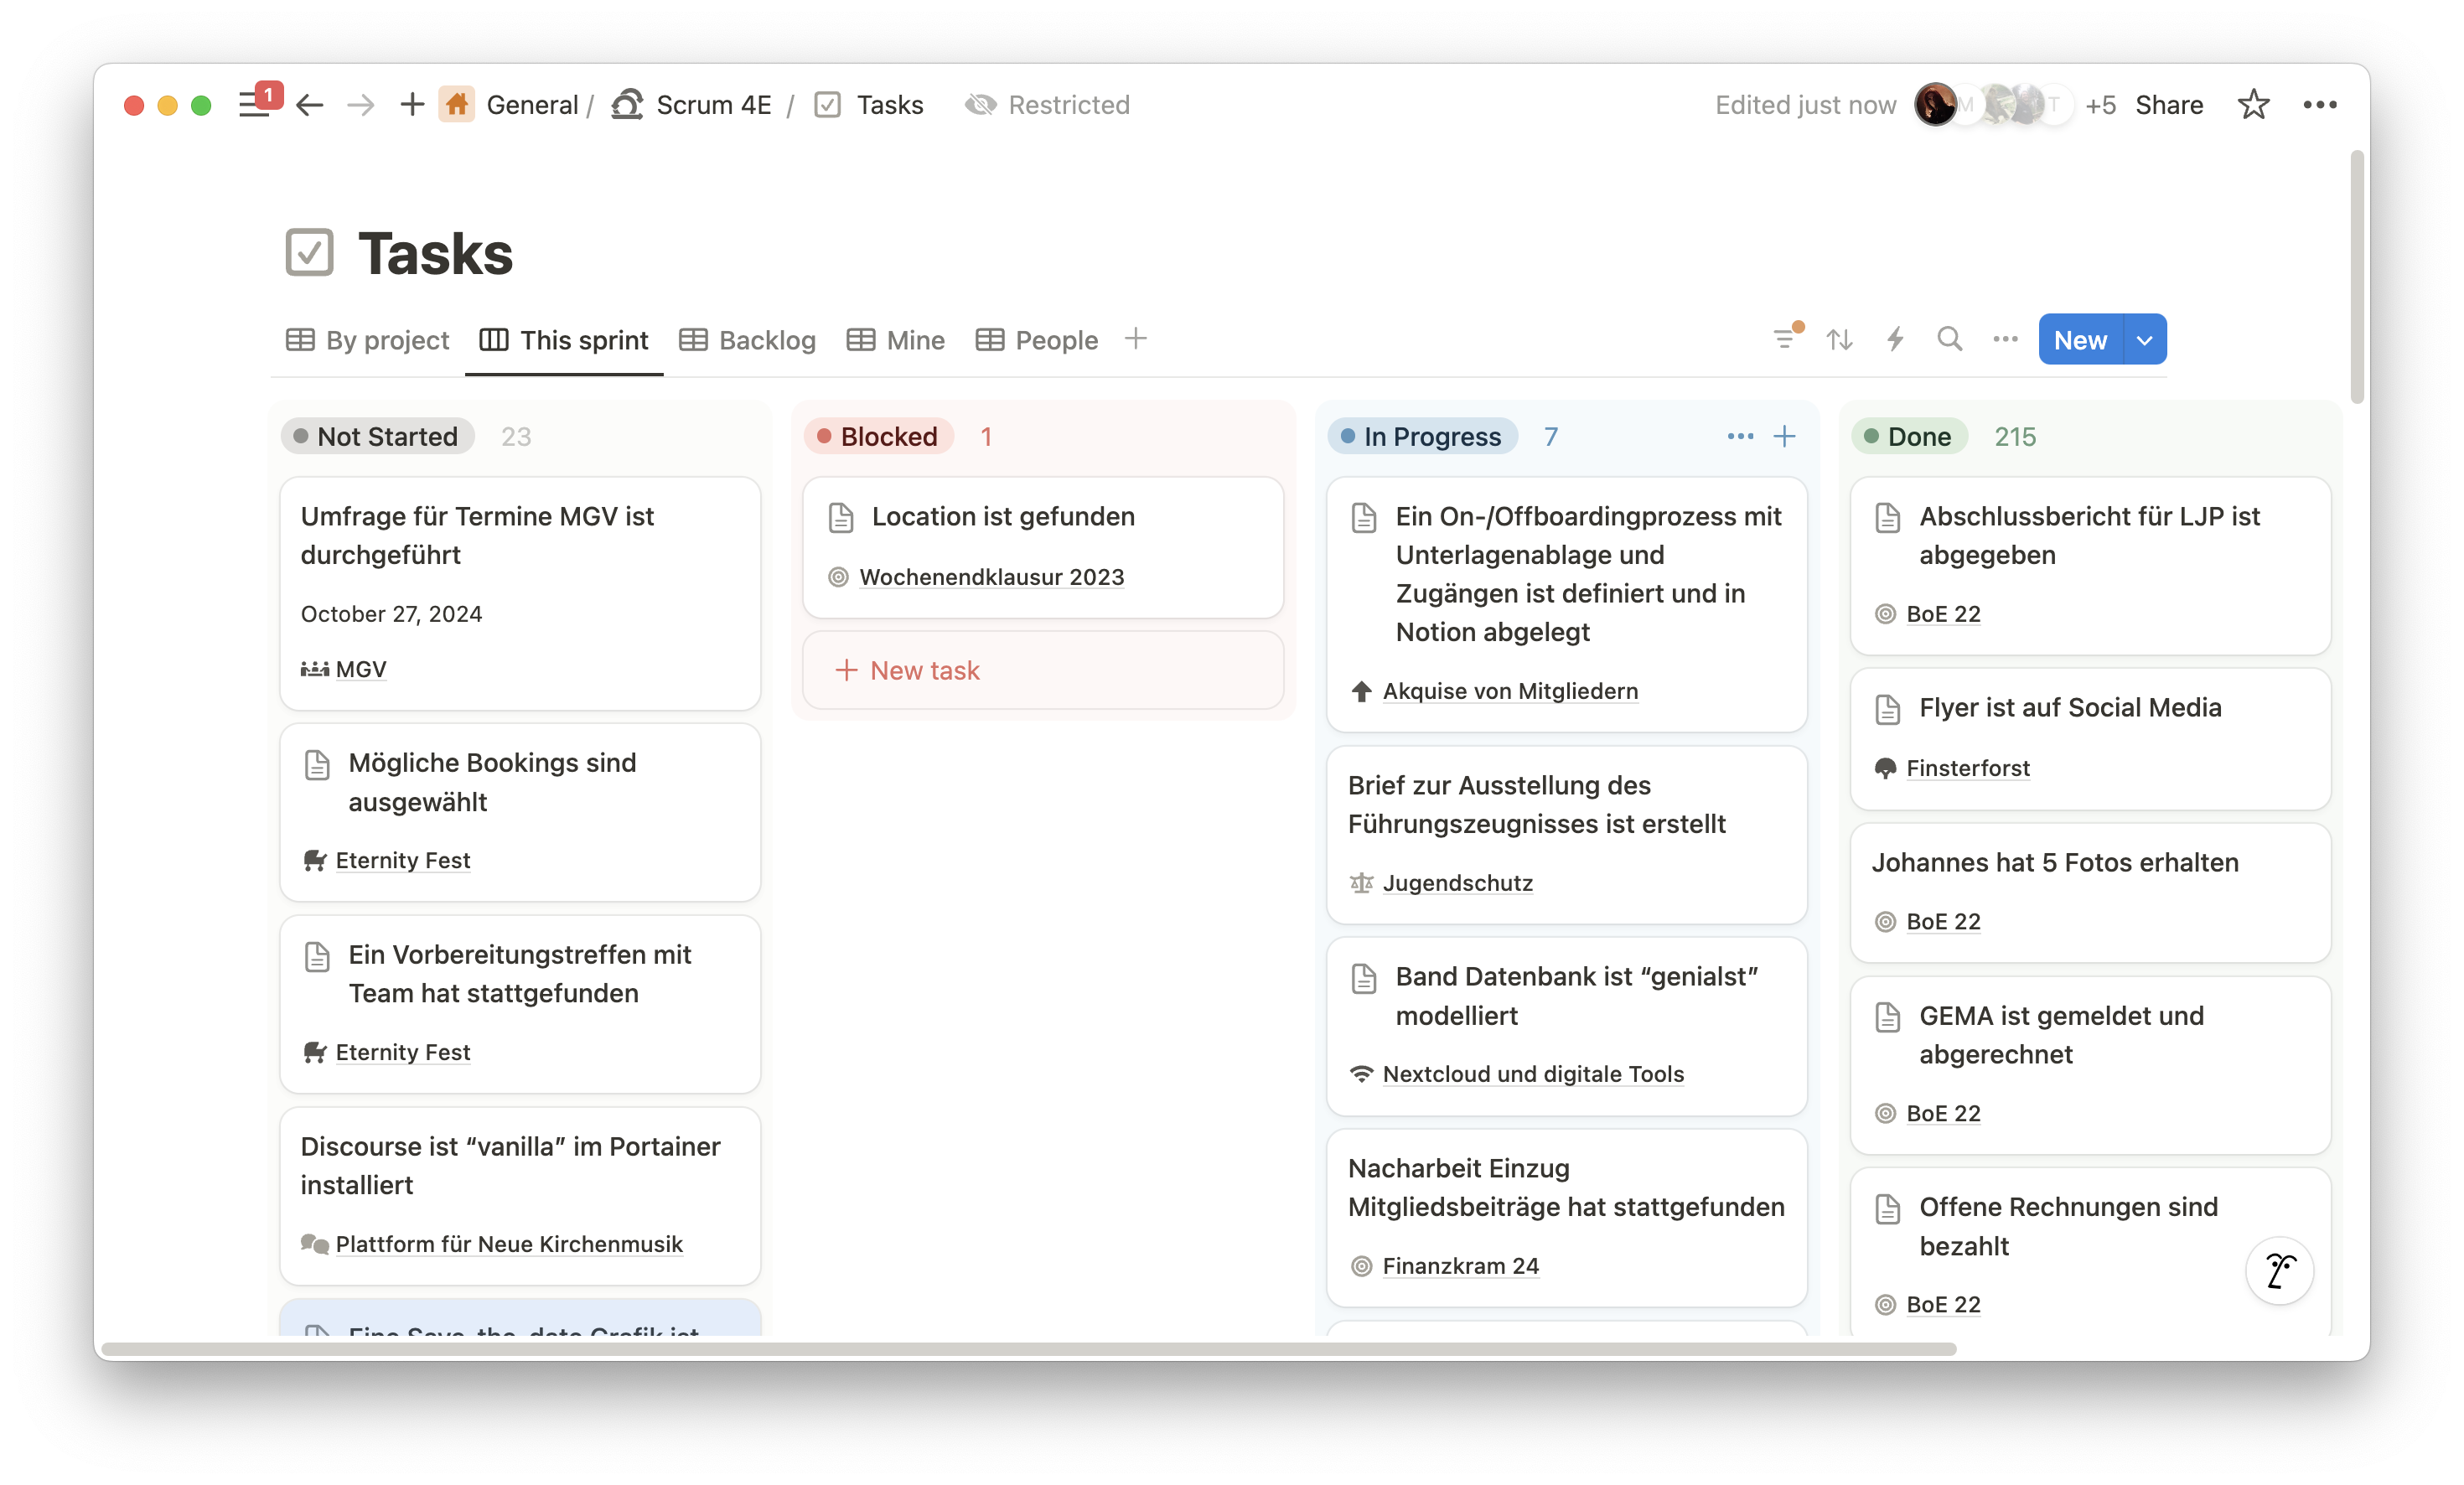 1
General / Scrum 4E / Tasks Restricted
Edited just now M T +5 Share
Tasks
By project This sprint Backlog Mine People
New
Not Started 23
Umfrage für Termine MGV ist
durchgeführt
October 27, 2024
MGV
Mögliche Bookings sind
ausgewählt
Eternity Fest
Ein Vorbereitungstreffen mit
Team hat stattgefunden
Eternity Fest
Discourse ist “vanilla” im Portainer
installiert
Plattform für Neue Kirchenmusik
Eine Save-the-date Grafik ist
Blocked 1
Location ist gefunden
Wochenendklausur 2023
New task
In Progress 7
Ein On-/Offboardingprozess mit
Unterlagenablage und
Zugängen ist definiert und in
Notion abgelegt
Akquise von Mitgliedern
Brief zur Ausstellung des
Führungszeugnisses ist erstellt
Jugendschutz
Band Datenbank ist “genialst”
modelliert
Nextcloud und digitale Tools
Nacharbeit Einzug
Mitgliedsbeiträge hat stattgefunden
Finanzkram 24
Done 215
Abschlussbericht für LJP ist
abgegeben
BoE 22
Flyer ist auf Social Media
Finsterforst
Johannes hat 5 Fotos erhalten
BoE 22
GEMA ist gemeldet und
abgerechnet
BoE 22
Offene Rechnungen sind
bezahlt
BoE 22